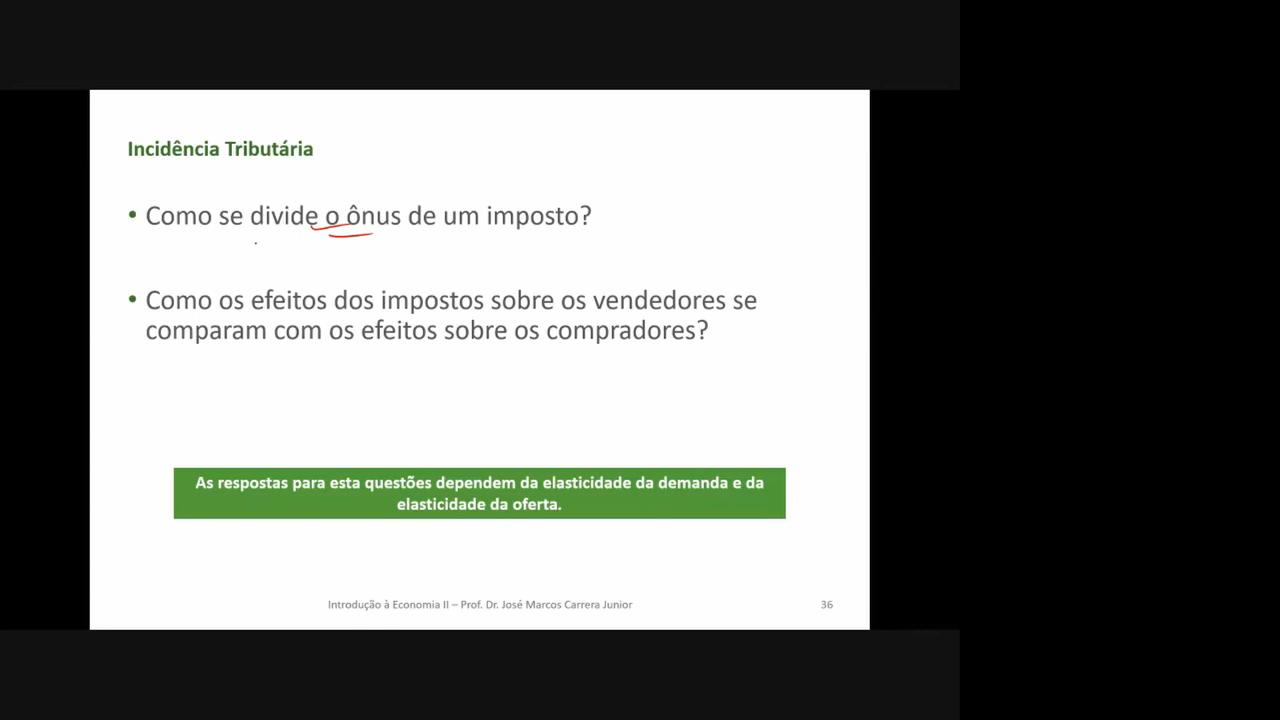 Incidência Tributária
• Como se divide o ônus de um imposto?
• Como os efeitos dos impostos sobre os vendedores se
comparam com os efeitos sobre os compradores?
As respostas para esta questões dependem da elasticidade da demanda e da
elasticidade da oferta.
Introdução à Economia II – Prof. Dr. José Marcos Carrera Junior
36